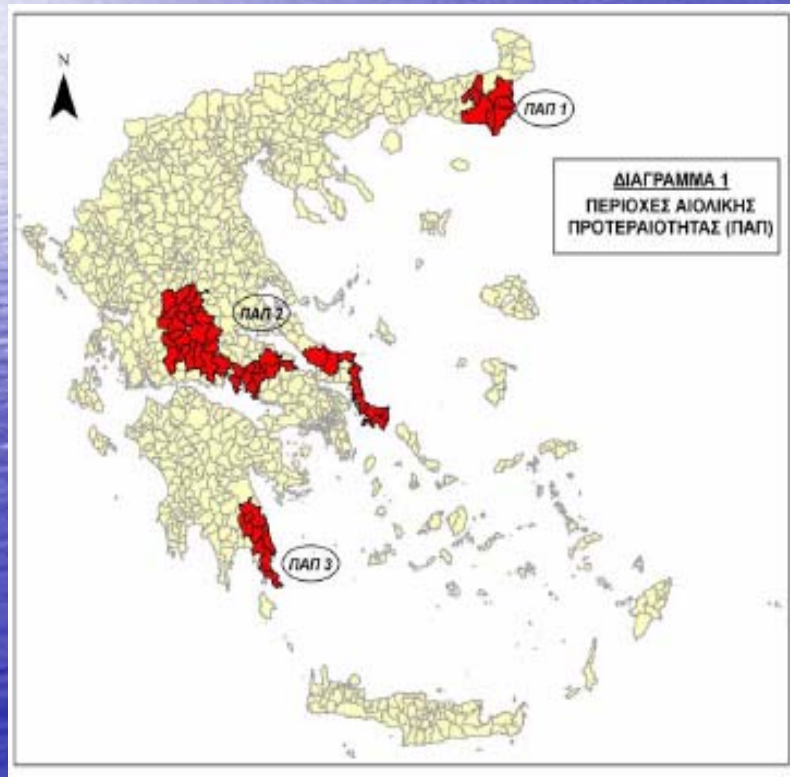 N
ΠΑΠ 1
ΔΙΑΓΡΑΜΜΑ 1
ΠΕΡΙΟΧΕΣ ΑΙΟΛΙΚΗΣ
ΠΡΟΤΕΡΑΙΟΤΗΤΑΣ (ΠΑΠ)
ΠΑΠ 2
ΠΑΠ 3